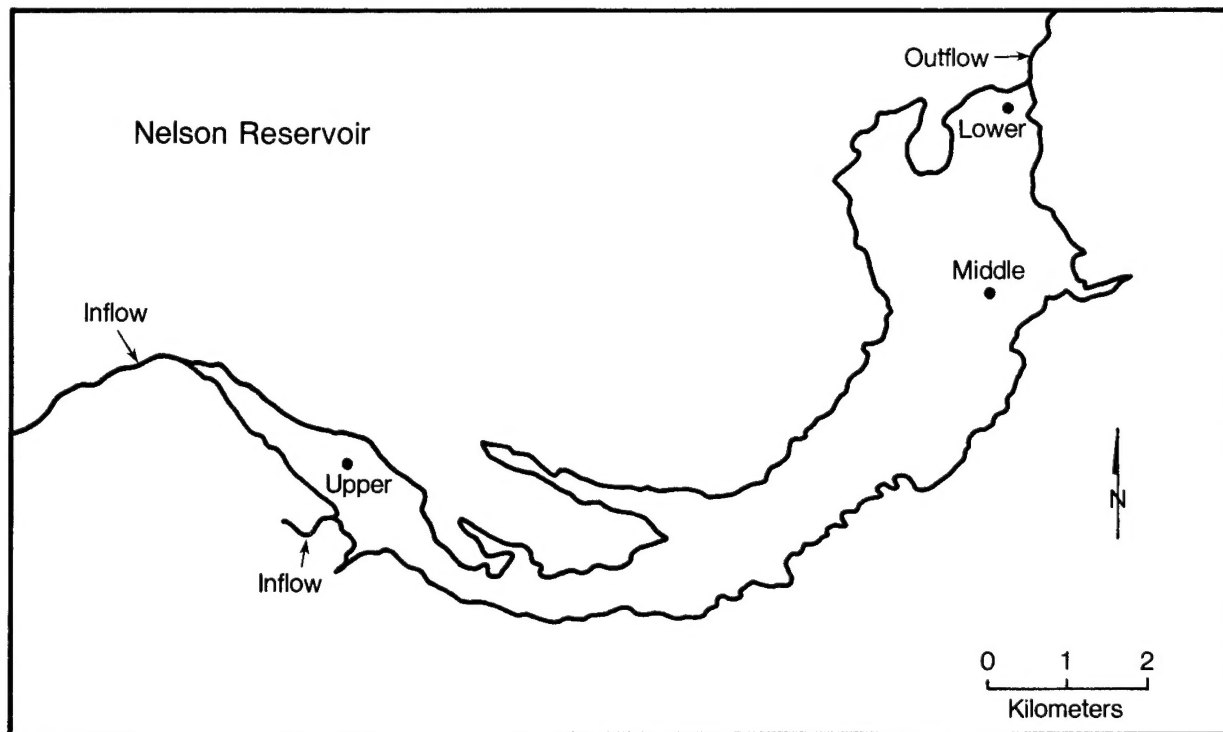 Outflow
Lower
Nelson Reservoir
Middle
Inflow
Upper
N
Inflow
0 1 2
Kilometers